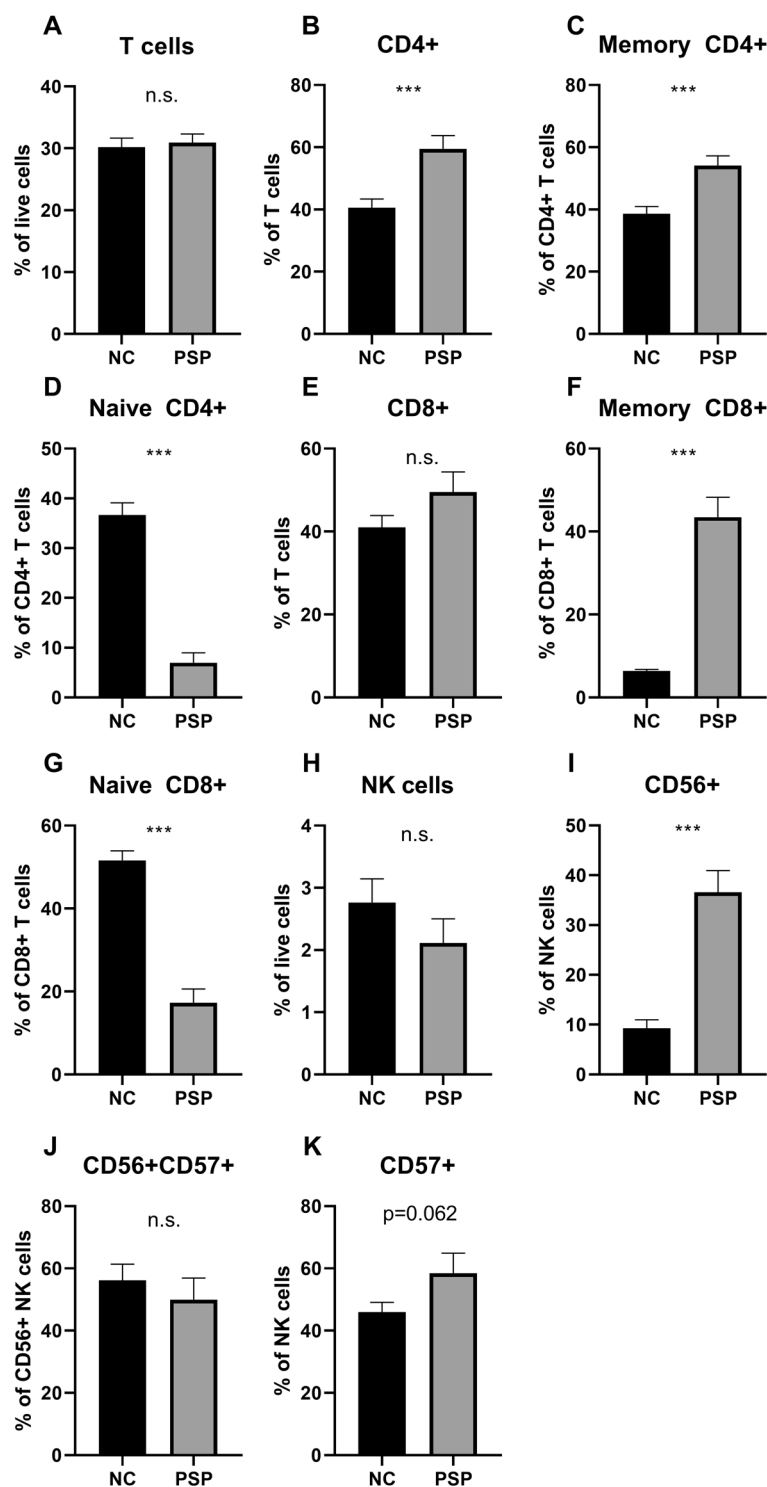 A
T cells
n.s.
% of live cells
40
30
20
10
0
NC PSP
B
CD4+
***
% of T cells
80
60
40
20
0
NC PSP
C
Memory CD4+
***
% of CD4+ T cells
80
60
40
20
0
NC PSP
D
Naive CD4+
***
% of CD4+ T cells
50
40
30
20
10
0
NC PSP
E
CD8+
n.s.
% of T cells
60
40
20
0
NC PSP
F
Memory CD8+
***
% of CD8+ T cells
60
40
20
0
NC PSP
G
Naive CD8+
***
% of CD8+ T cells
60
40
20
0
NC PSP
H
NK cells
n.s.
% of live cells
4
3
2
1
0
NC PSP
I
CD56+
***
% of NK cells
50
40
30
20
10
0
NC PSP
J
CD56+CD57+
n.s.
% of CD56+ NK cells
80
60
40
20
0
NC PSP
K
CD57+
p=0.062
% of NK cells
80
60
40
20
0
NC PSP